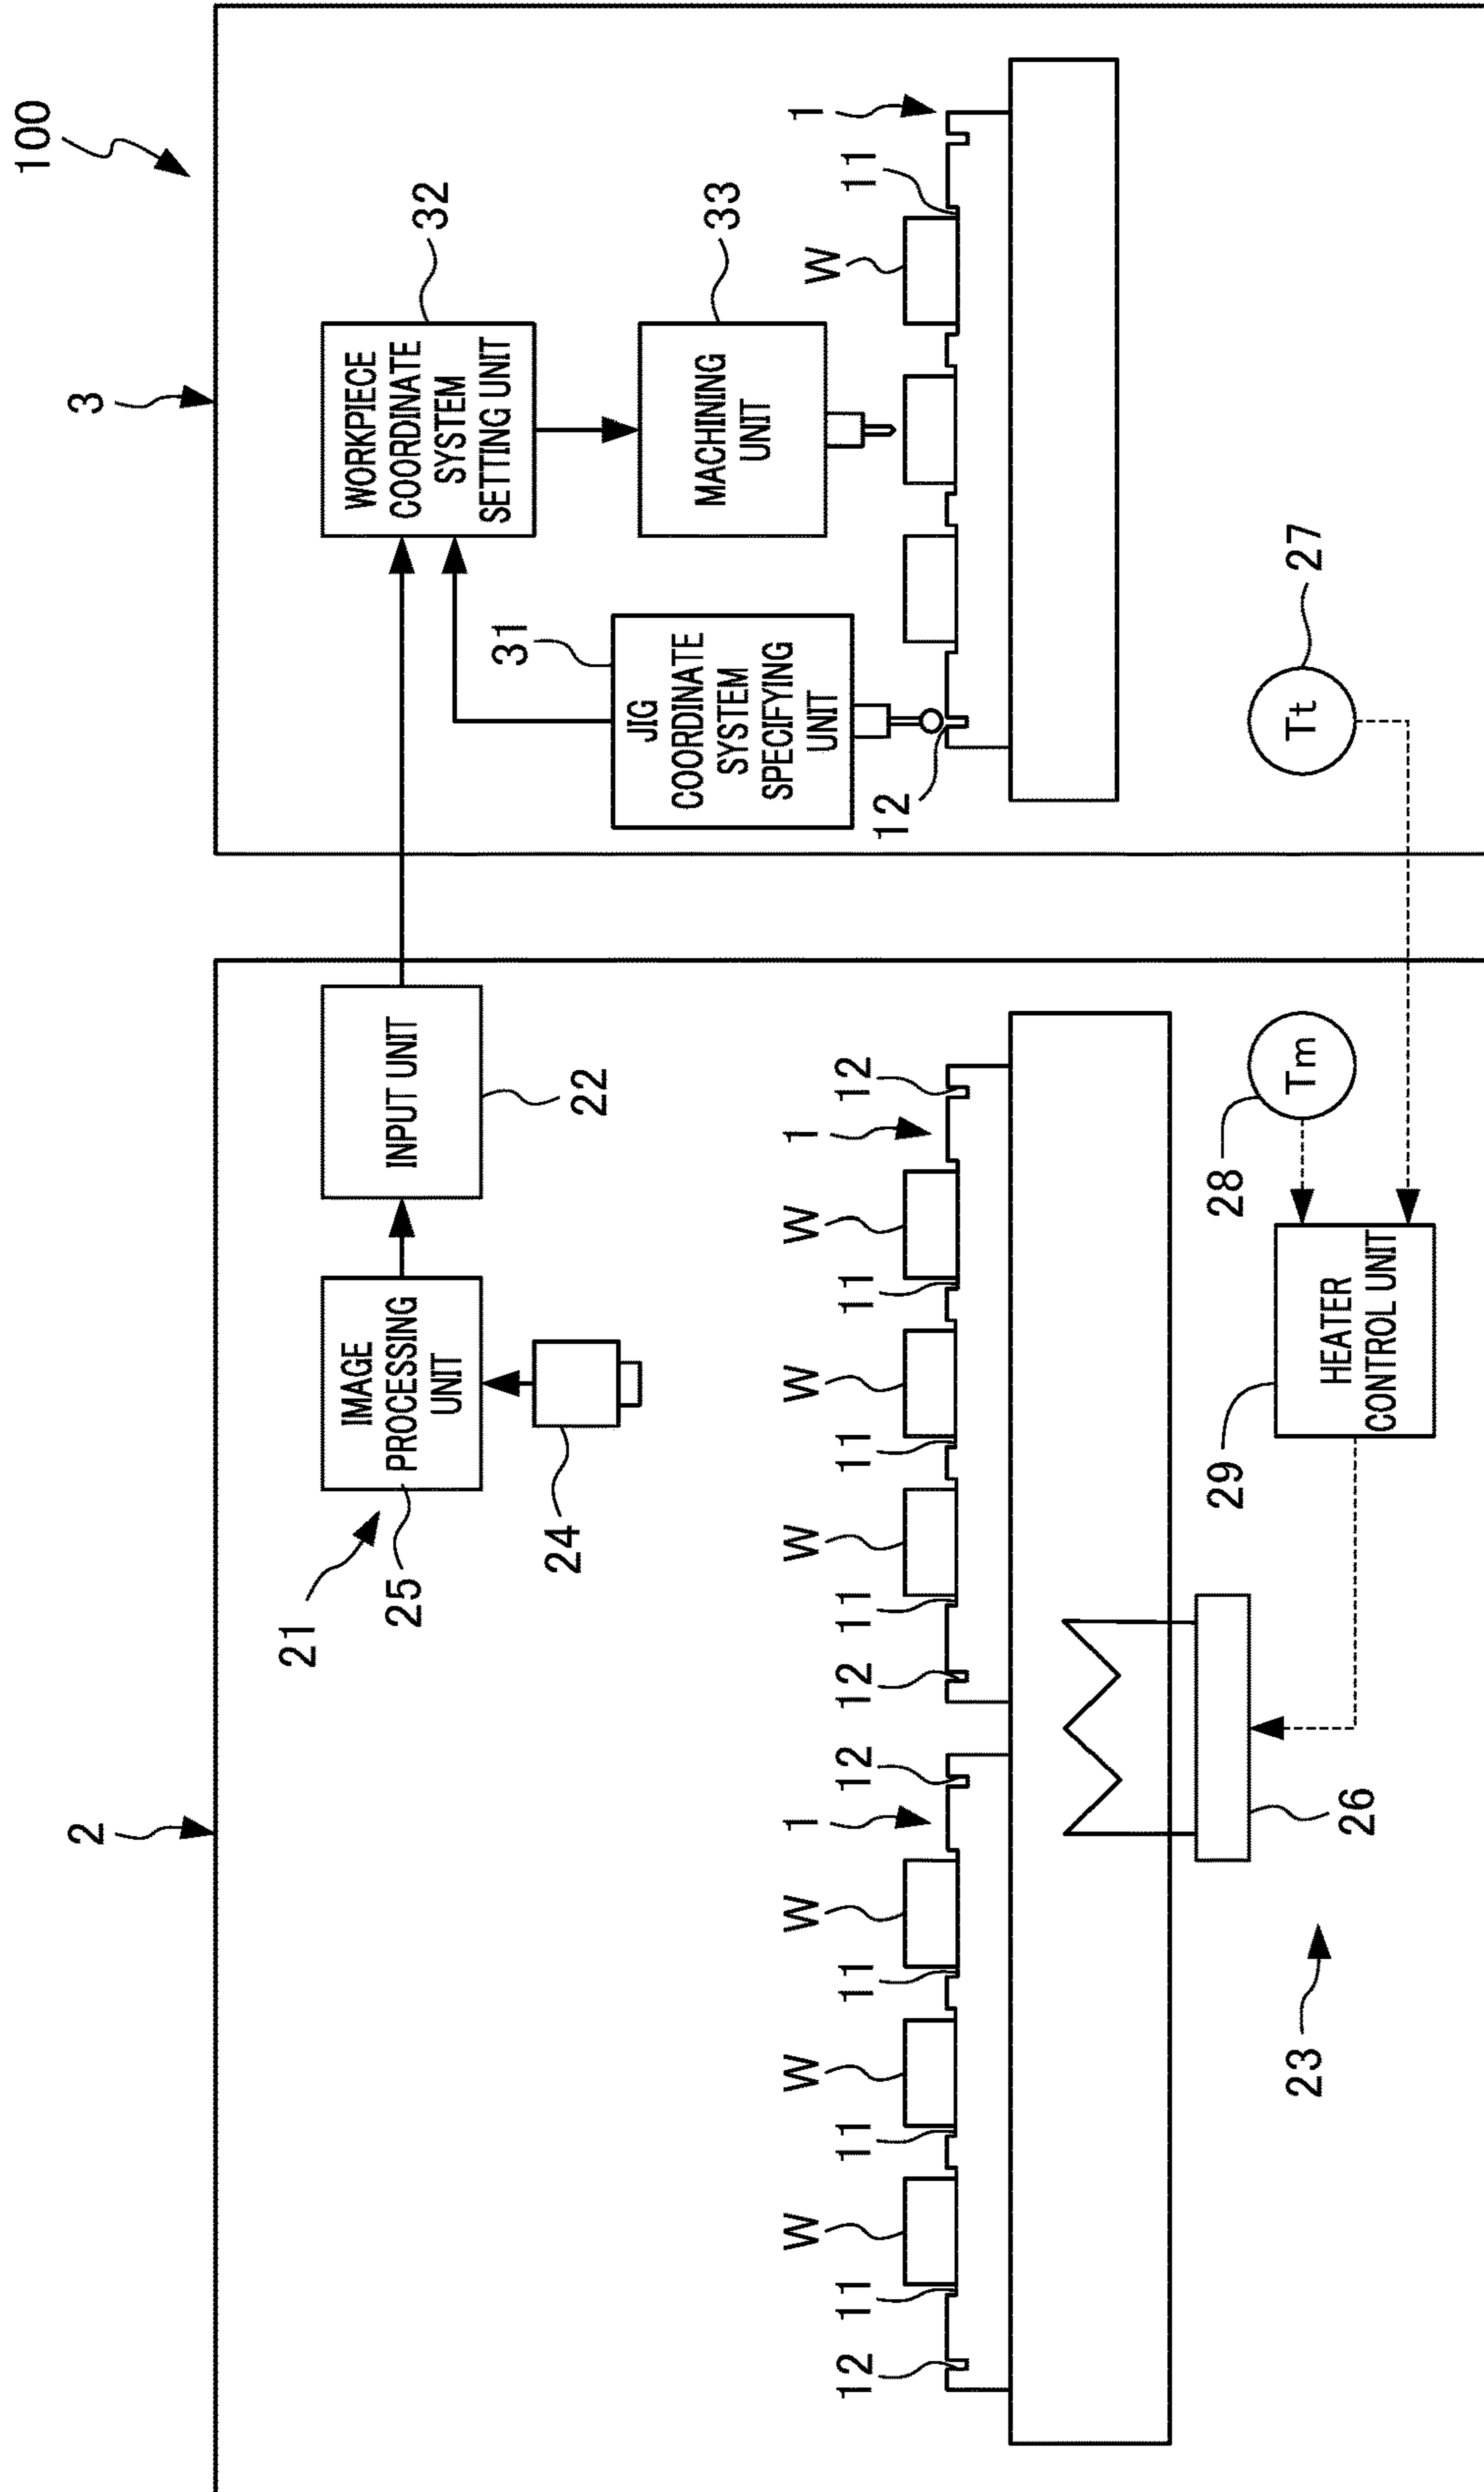 100
2
3
21
25
IMAGE
PROCESSING
UNIT
INPUT UNIT
22
24
W
W
W
1
W
W
W
1
12
11
11
11
12
12
11
11
11
12
23
26
29
HEATER
CONTROL UNIT
28
Tm
WORKPIECE
COORDINATE
SYSTEM
SETTING UNIT
32
31
JIG
COORDINATE
SYSTEM
SPECIFYING
UNIT
MACHINING
UNIT
33
W
1
12
11
Tt
27